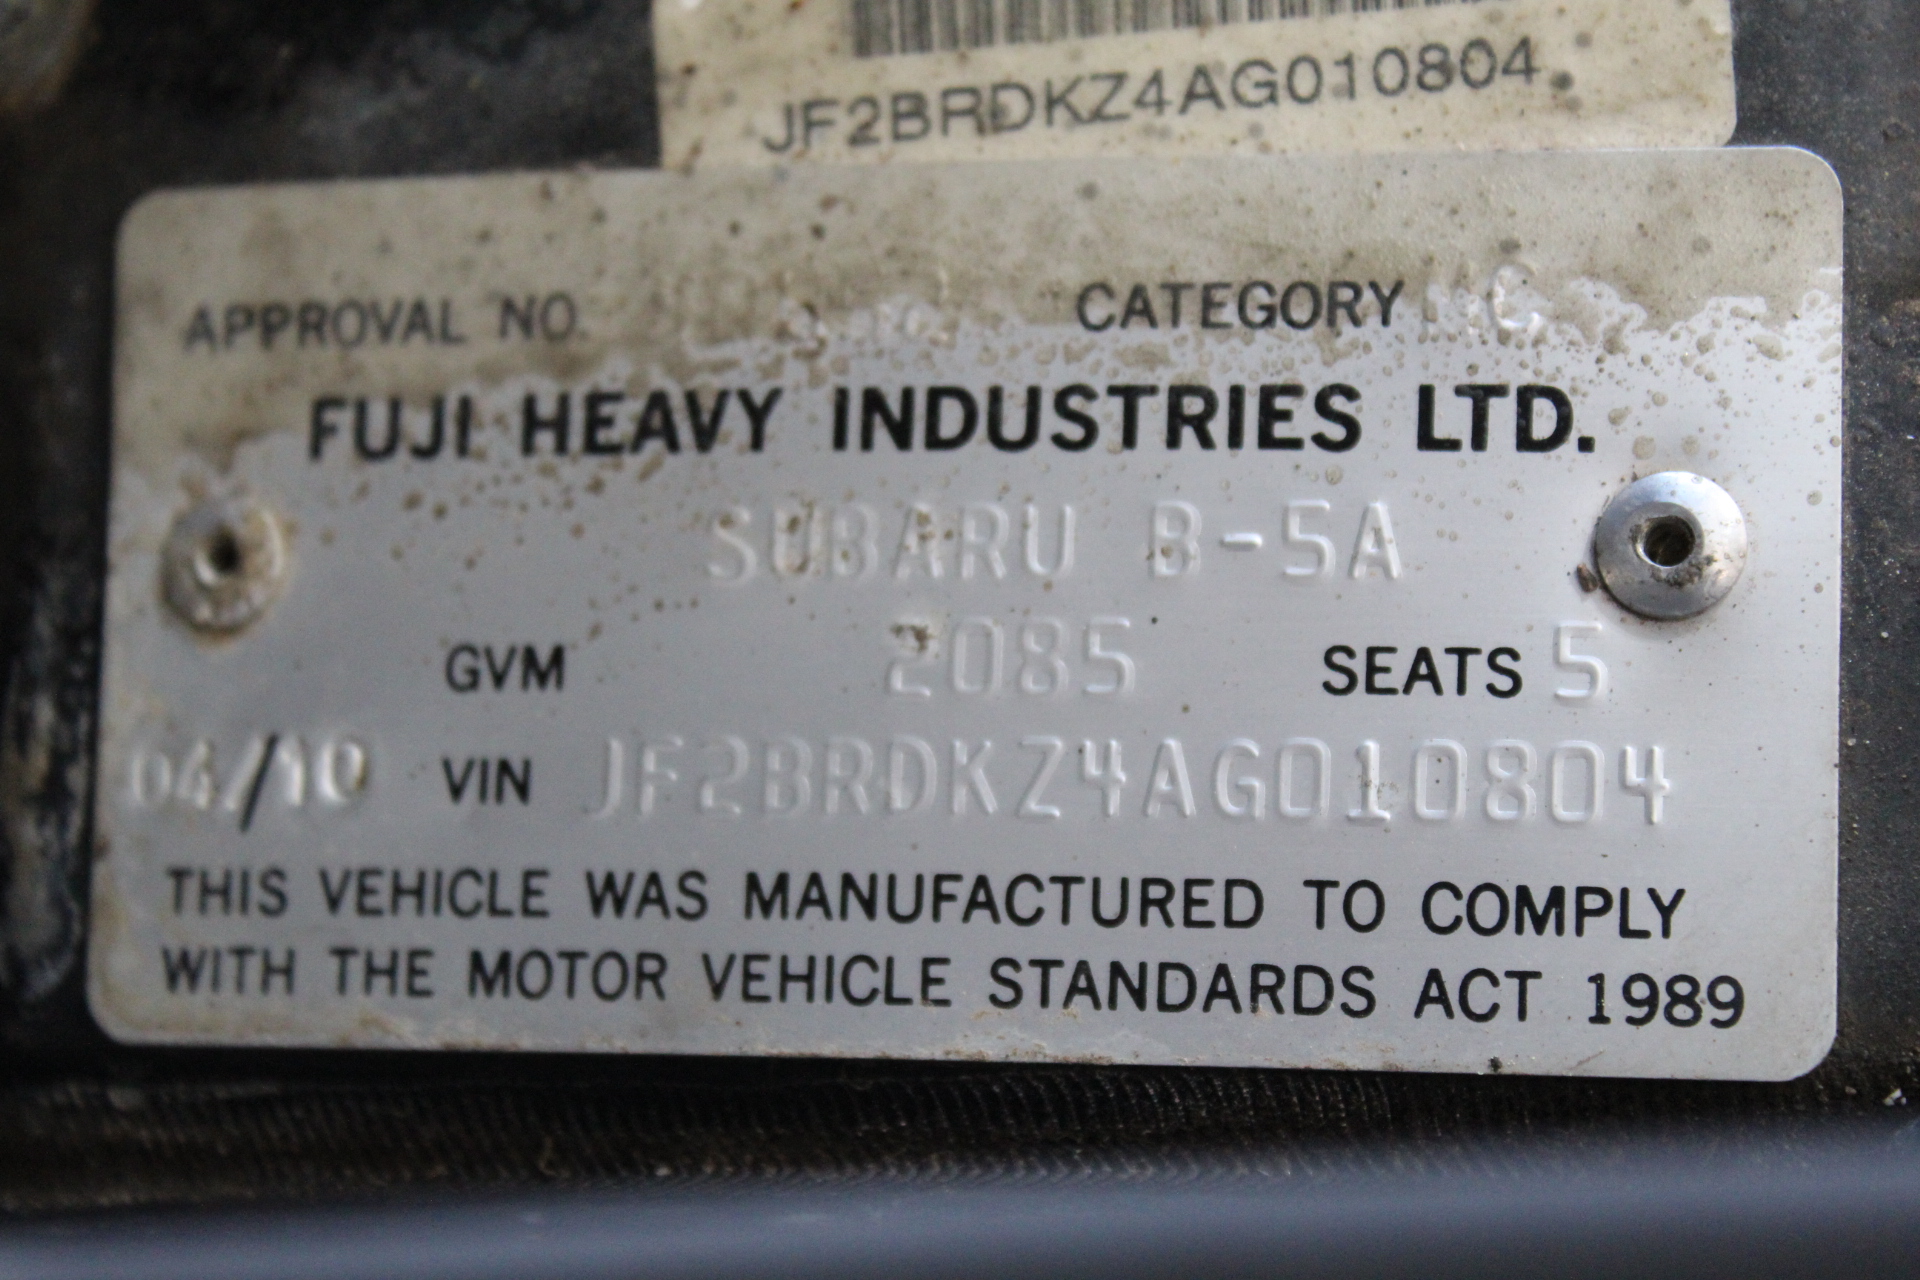 JF2BRDKZ4AG010804
APPROVAL NO. CATEGORY
FUJI HEAVY INDUSTRIES LTD.
SUBARU B-5A
GVM 2085 SEATS 5
04/10 VIN JF2BRDKZ4AG010804
THIS VEHICLE WAS MANUFACTURED TO COMPLY
WITH THE MOTOR VEHICLE STANDARDS ACT 1989